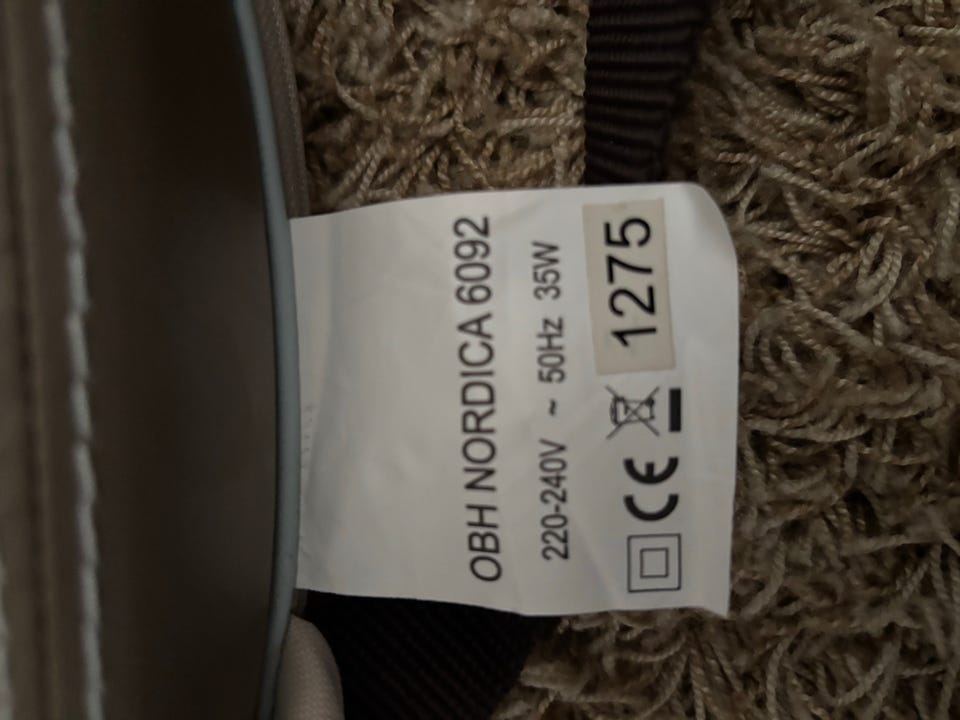 OBH NORDICA 6092
220-240V ~ 50Hz 35W
CE 1275